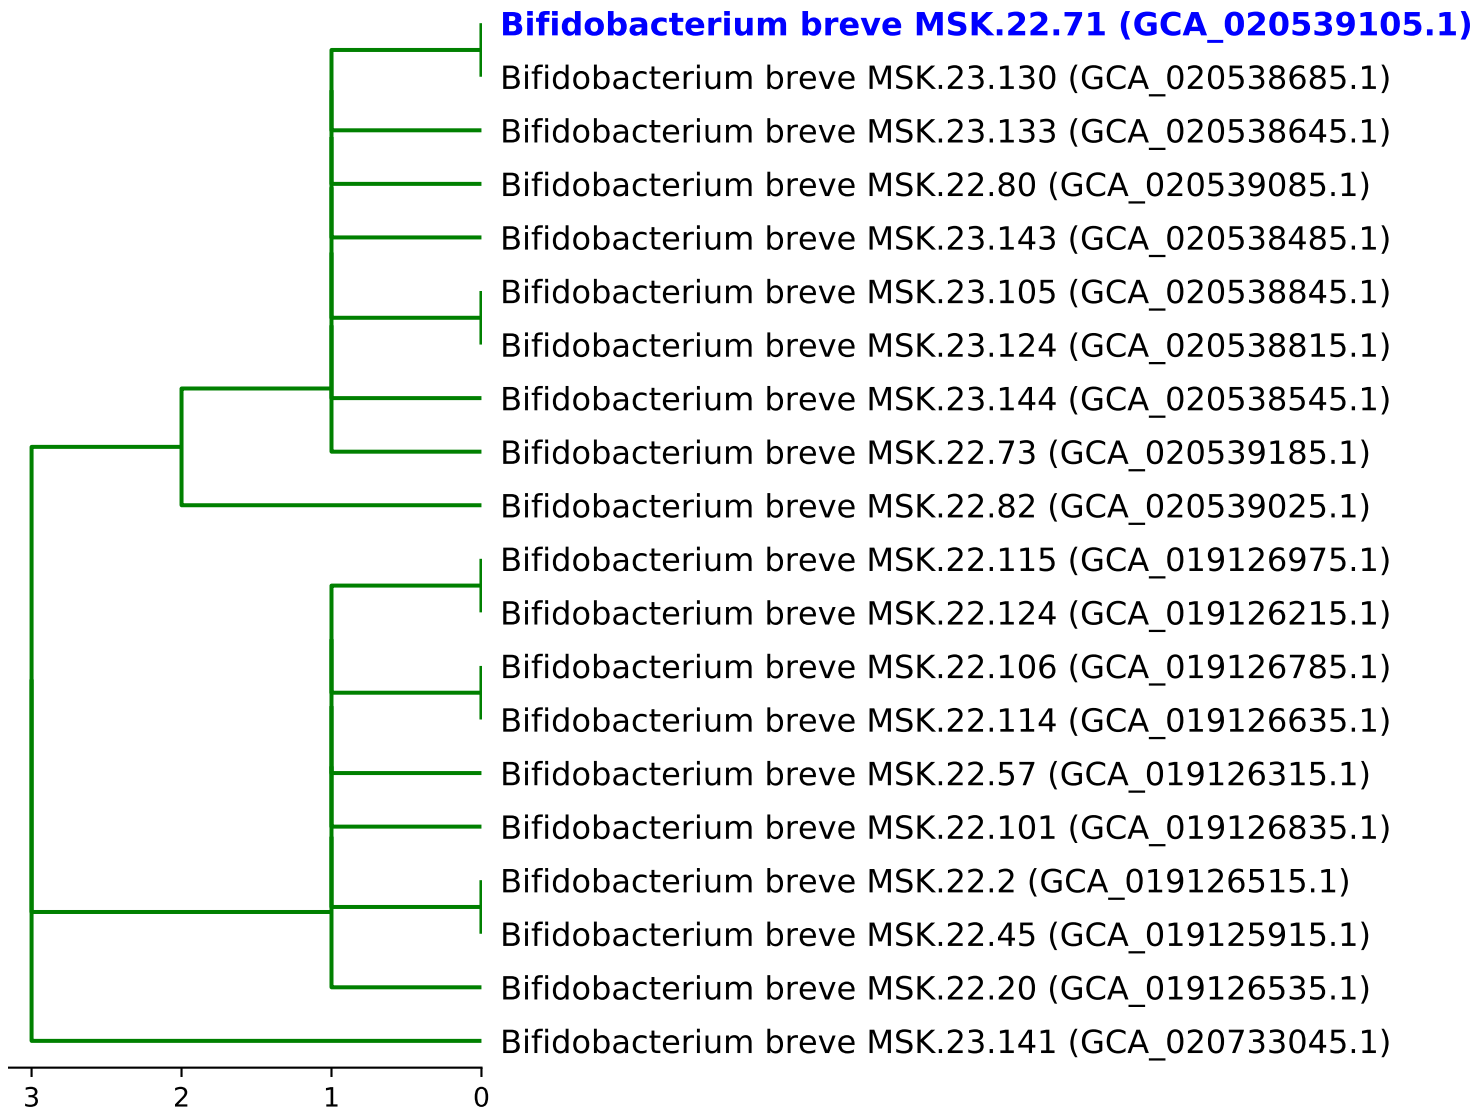 Bifidobacterium breve MSK.22.71 (GCA_020539105.1)
Bifidobacterium breve MSK.23.130 (GCA_020538685.1)
Bifidobacterium breve MSK.23.133 (GCA_020538645.1)
Bifidobacterium breve MSK.22.80 (GCA_020539085.1)
Bifidobacterium breve MSK.23.143 (GCA_020538485.1)
Bifidobacterium breve MSK.23.105 (GCA_020538845.1)
Bifidobacterium breve MSK.23.124 (GCA_020538815.1)
Bifidobacterium breve MSK.23.144 (GCA_020538545.1)
Bifidobacterium breve MSK.22.73 (GCA_020539185.1)
Bifidobacterium breve MSK.22.82 (GCA_020539025.1)
Bifidobacterium breve MSK.22.115 (GCA_019126975.1)
Bifidobacterium breve MSK.22.124 (GCA_019126215.1)
Bifidobacterium breve MSK.22.106 (GCA_019126785.1)
Bifidobacterium breve MSK.22.114 (GCA_019126635.1)
Bifidobacterium breve MSK.22.57 (GCA_019126315.1)
Bifidobacterium breve MSK.22.101 (GCA_019126835.1)
Bifidobacterium breve MSK.22.2 (GCA_019126515.1)
Bifidobacterium breve MSK.22.45 (GCA_019125915.1)
Bifidobacterium breve MSK.22.20 (GCA_019126535.1)
Bifidobacterium breve MSK.23.141 (GCA_020733045.1)
3 2 1 0